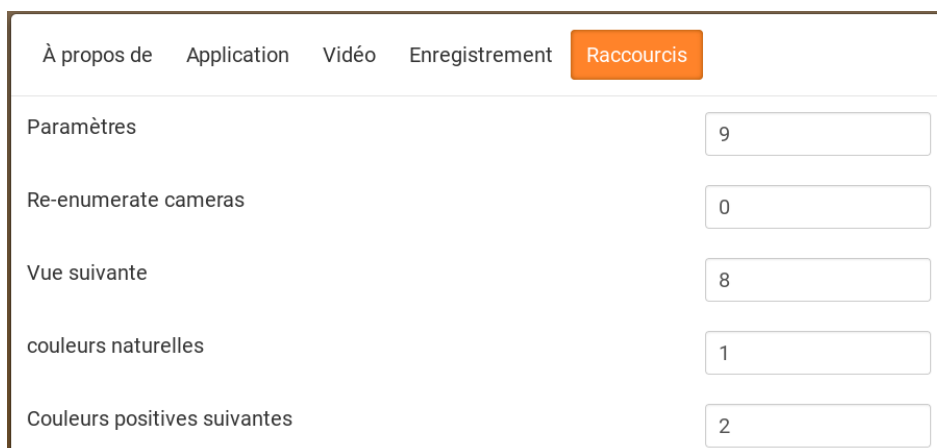 À propos de Application Vidéo Enregistrement Raccourcis
Paramètres 9
Re-enumerate cameras 0
Vue suivante 8
couleurs naturelles 1
Couleurs positives suivantes 2